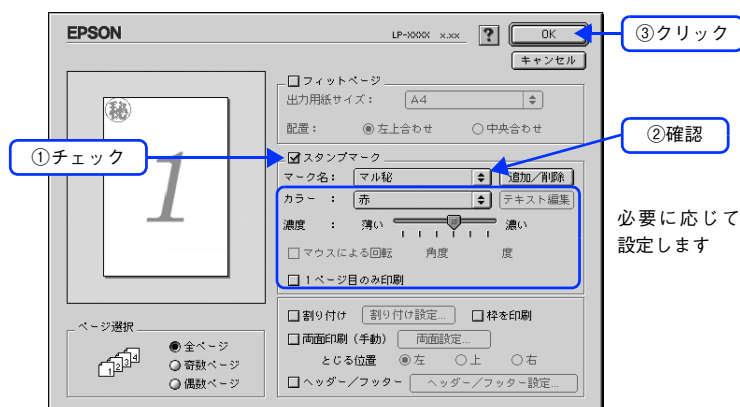 EPSON
LP-XXXX x.xx
?
OK
③クリック
キャンセル
フィットページ
出力用紙サイズ： A4
配置： 左上合わせ 中央合わせ
㊙
1
①チェック
②確認
スタンプマーク
マーク名： マル秘 追加／削除
カラー ： 赤 テキスト編集
濃度 ： 薄い 濃い
マウスによる回転 角度 度
1ページ目のみ印刷
必要に応じて
設定します
割り付け 割り付け設定... 枠を印刷
両面印刷（手動） 両面設定...
とじる位置 左 上 右
ヘッダー／フッター ヘッダー／フッター設定...
ページ選択
1 2 3 4
全ページ
奇数ページ
偶数ページ